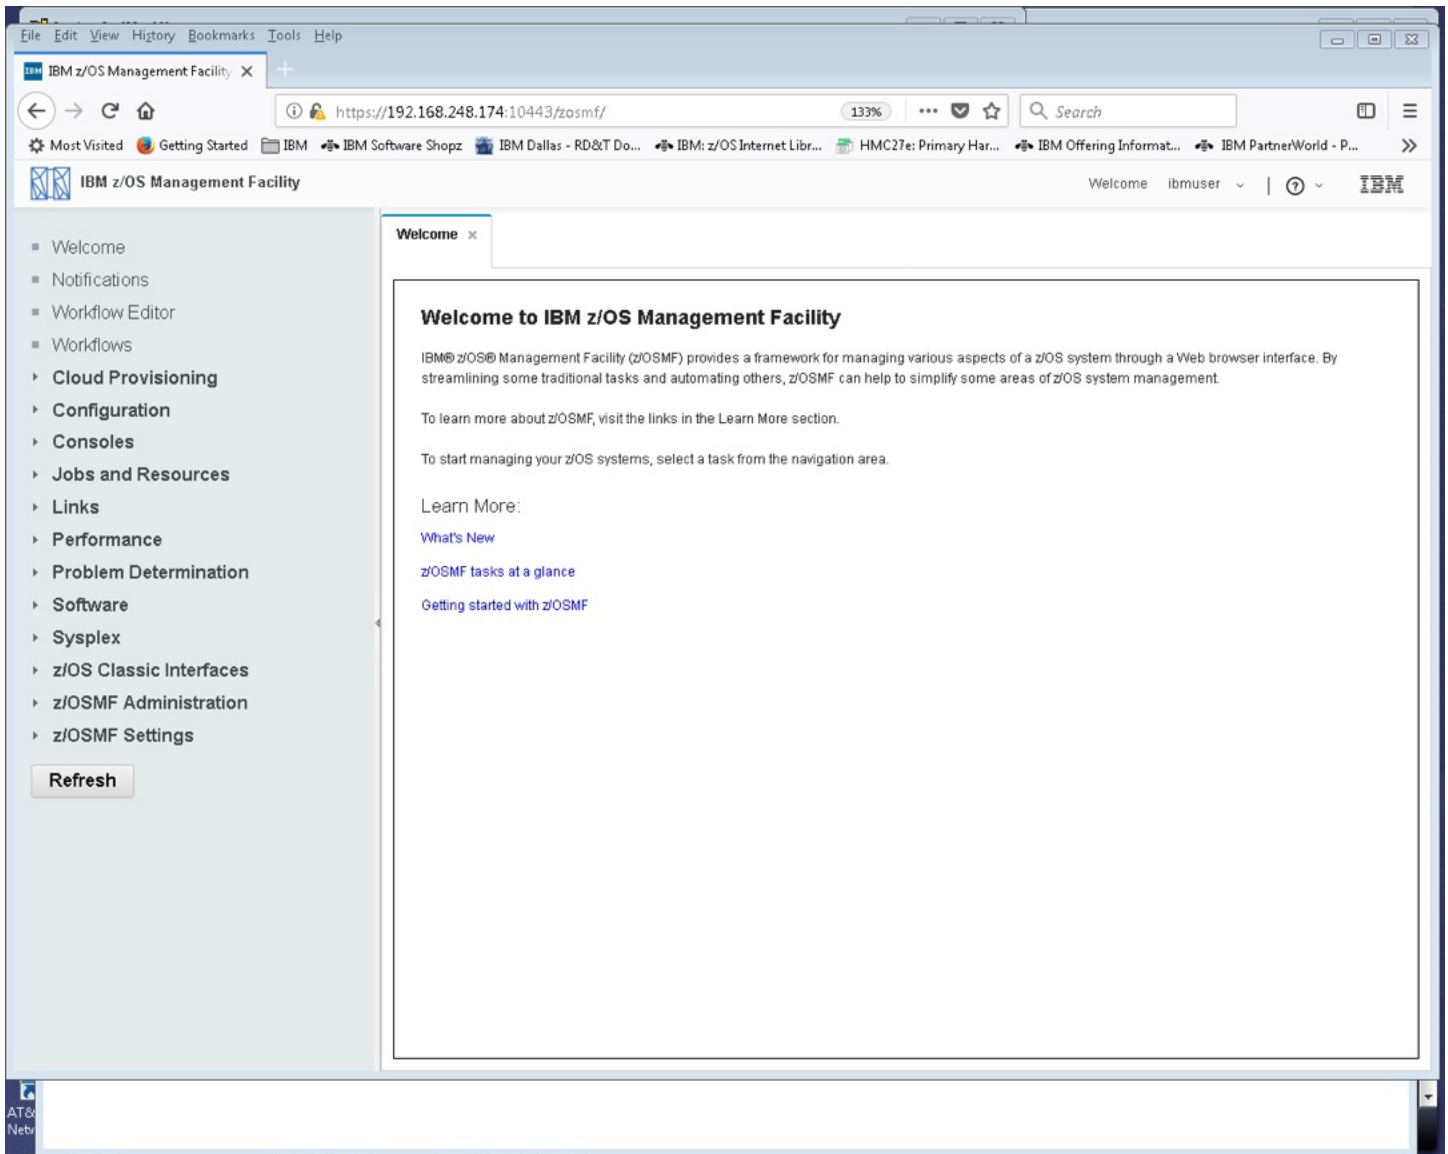 File Edit View History Bookmarks Tools Help
IBM IBM z/OS Management Facility
https://192.168.248.174:10443/zosmf/ 133% Search
Most Visited Getting Started IBM IBM Software Shopz IBM Dallas - RD&T Do... IBM: z/OS Internet Libr... HMC27e: Primary Har... IBM Offering Informat... IBM PartnerWorld - P...
IBM z/OS Management Facility Welcome ibmuser IBM
Welcome
Notifications
Workflow Editor
Workflows
Cloud Provisioning
Configuration
Consoles
Jobs and Resources
Links
Performance
Problem Determination
Software
Sysplex
z/OS Classic Interfaces
z/OSMF Administration
z/OSMF Settings
Refresh
Welcome
Welcome to IBM z/OS Management Facility
IBM® z/OS® Management Facility (z/OSMF) provides a framework for managing various aspects of a z/OS system through a Web browser interface. By
streamlining some traditional tasks and automating others, z/OSMF can help to simplify some areas of z/OS system management.
To learn more about z/OSMF, visit the links in the Learn More section.
To start managing your z/OS systems, select a task from the navigation area.
Learn More:
What's New
z/OSMF tasks at a glance
Getting started with z/OSMF
AT&
Netw